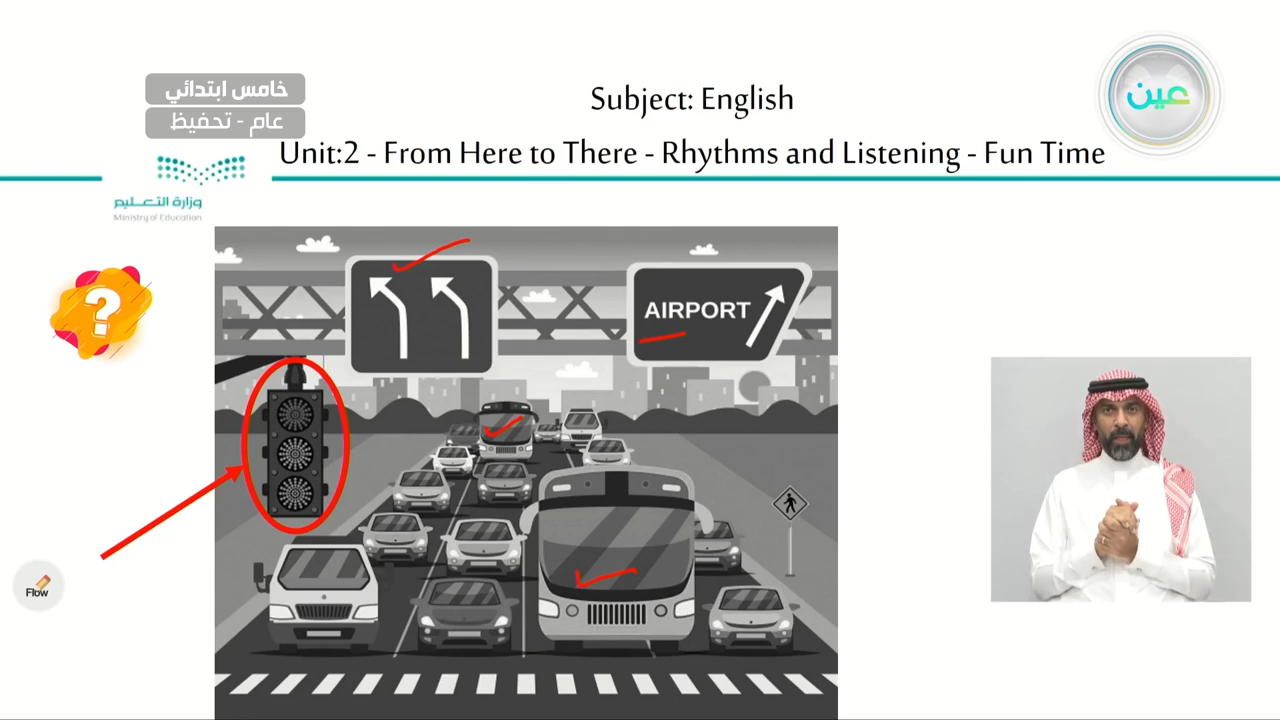 خامس ابتدائي
عام - تحفيظ
Subject: English
عين
Unit:2 - From Here to There - Rhythms and Listening - Fun Time
وزارة التعليم
Ministry of Education
?
AIRPORT
Flow